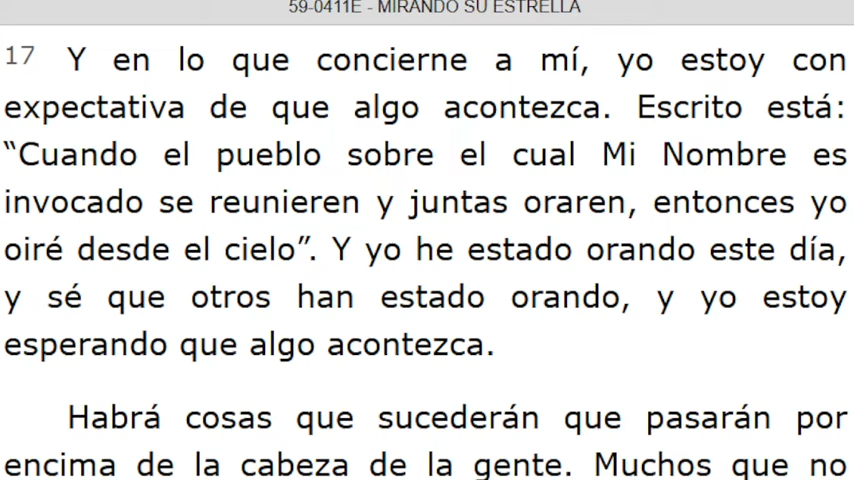 59-0411E - MIRANDO SU ESTRELLA
17 Y en lo que concierne a mí, yo estoy con
expectativa de que algo acontezca. Escrito está:
“Cuando el pueblo sobre el cual Mi Nombre es
invocado se reunieren y juntas oraren, entonces yo
oiré desde el cielo”. Y yo he estado orando este día,
y sé que otros han estado orando, y yo estoy
esperando que algo acontezca.
Habrá cosas que sucederán que pasarán por
encima de la cabeza de la gente. Muchos que no